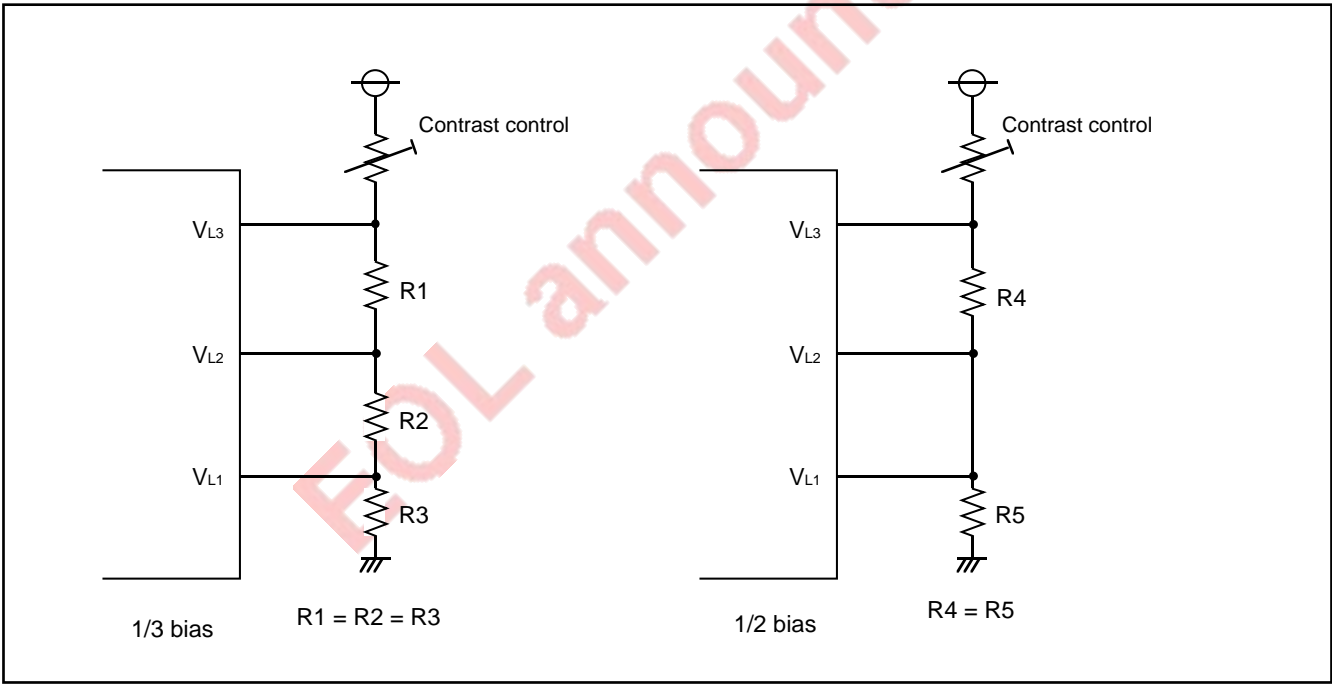 Contrast control
VL3
R1
VL2
R2
VL1
R3
1/3 bias
R1 = R2 = R3
Contrast control
VL3
R4
VL2
VL1
R5
1/2 bias
R4 = R5
EOL announ